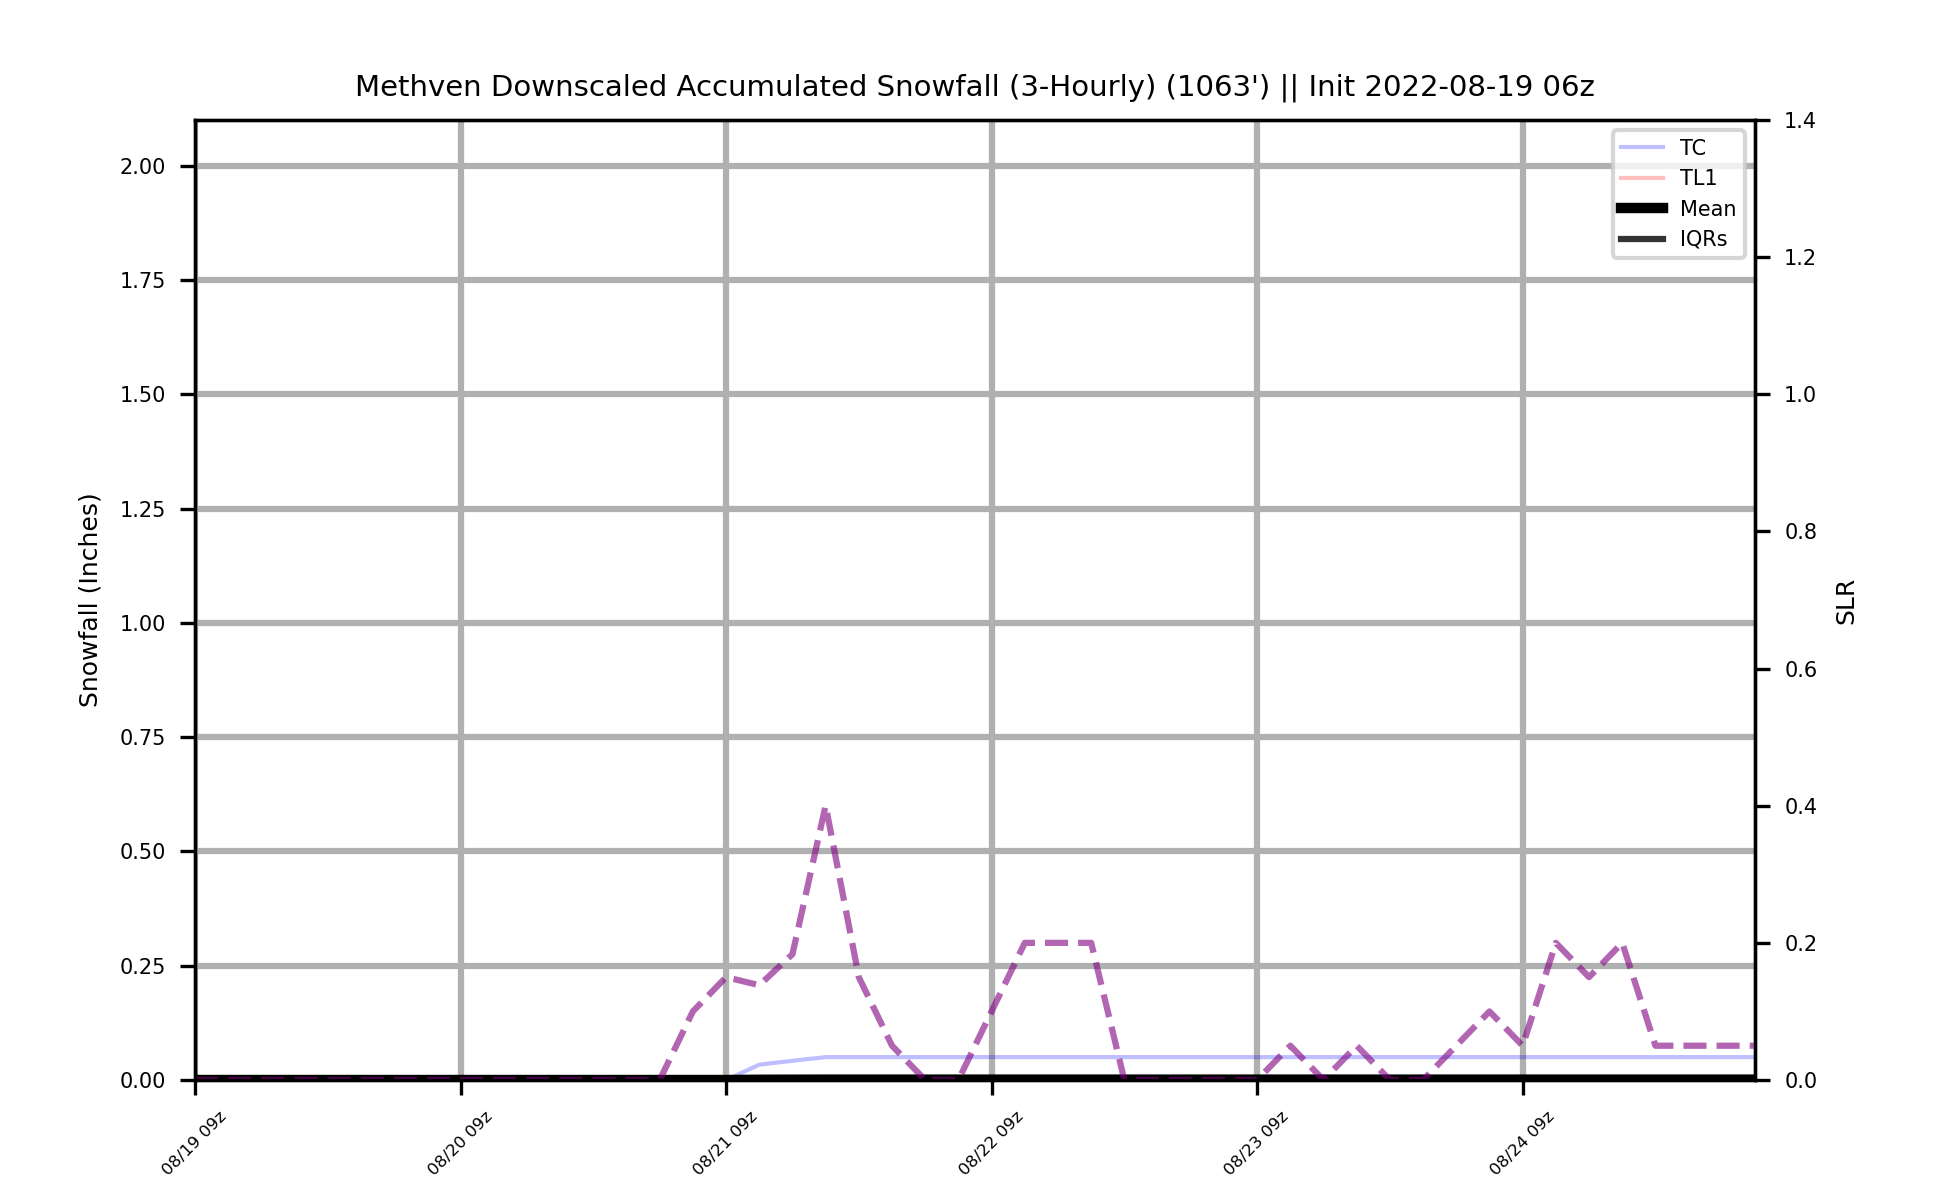 Methven Downscaled Accumulated Snowfall (3-Hourly) (1063') || Init 2022-08-19 06z
TC
TL1
Mean
IQRs
Snowfall (Inches)
2.00
1.75
1.50
1.25
1.00
0.75
0.50
0.25
0.00
1.4
1.2
1.0
0.8
0.6
0.4
0.2
0.0
SLR
08/19 09z
08/20 09z
08/21 09z
08/22 09z
08/23 09z
08/24 09z